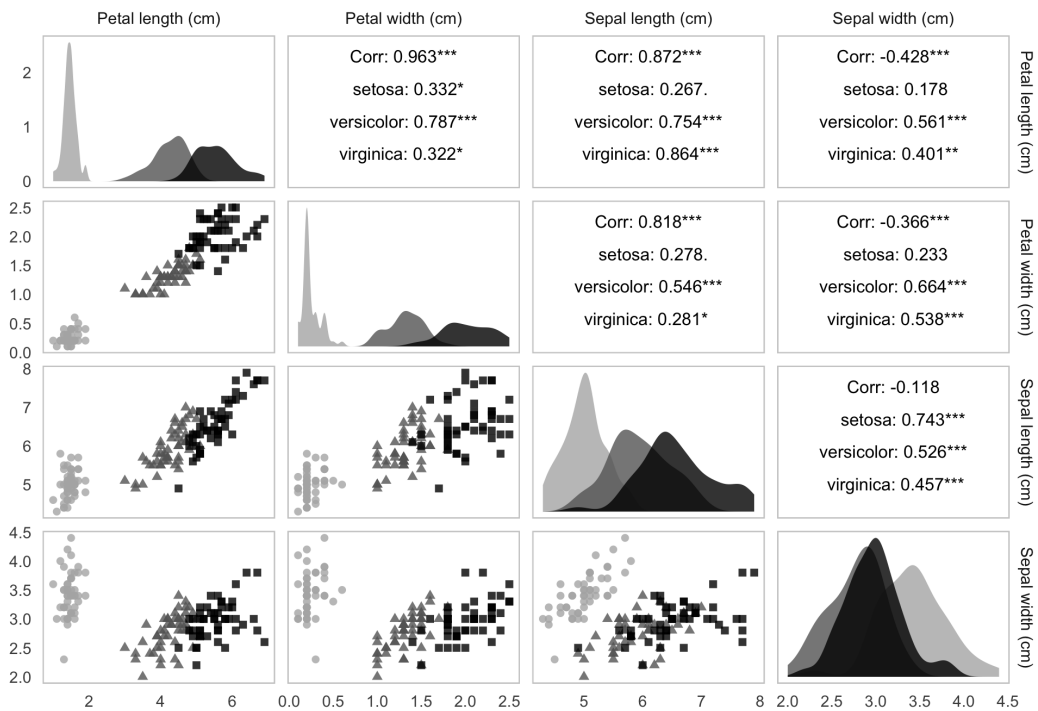 Petal length (cm) Petal width (cm) Sepal length (cm) Sepal width (cm)
2
1
0
Corr: 0.963***
setosa: 0.332*
versicolor: 0.787***
virginica: 0.322*
Corr: 0.872***
setosa: 0.267.
versicolor: 0.754***
virginica: 0.864***
Corr: -0.428***
setosa: 0.178
versicolor: 0.561***
virginica: 0.401**
Petal length (cm)
2.5
2.0
1.5
1.0
0.5
0.0
Corr: 0.818***
setosa: 0.278.
versicolor: 0.546***
virginica: 0.281*
Corr: -0.366***
setosa: 0.233
versicolor: 0.664***
virginica: 0.538***
Petal width (cm)
8
7
6
5
Corr: -0.118
setosa: 0.743***
versicolor: 0.526***
virginica: 0.457***
Sepal length (cm)
4.5
4.0
3.5
3.0
2.5
2.0
Sepal width (cm)
2 4 6 0.0 0.5 1.0 1.5 2.0 2.5 5 6 7 8 2.0 2.5 3.0 3.5 4.0 4.5